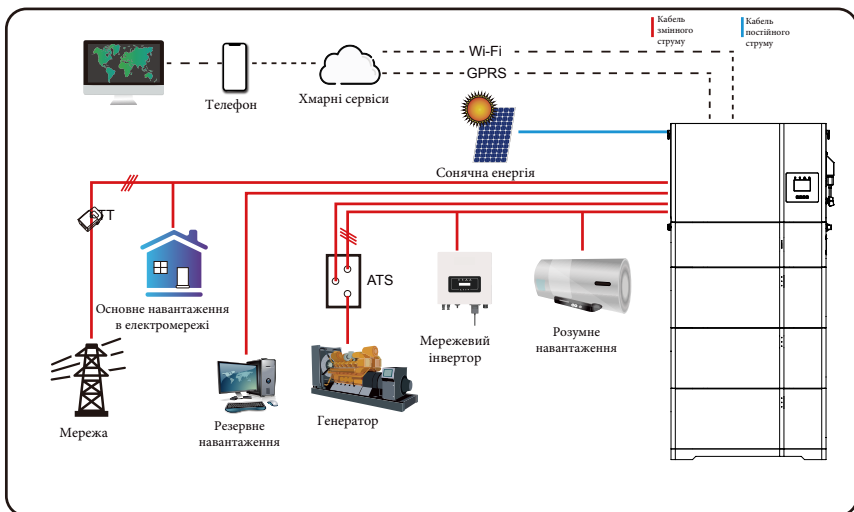 Кабель
змінного
струму
Кабель
постійного
струму
Wi-Fi
GPRS
Телефон
Хмарні сервіси
Сонячна енергія
TT
Основне навантаження
в електромережі
ATS
Мережевий
інвертор
Розумне
навантаження
Мережа
Резервне
навантаження
Генератор